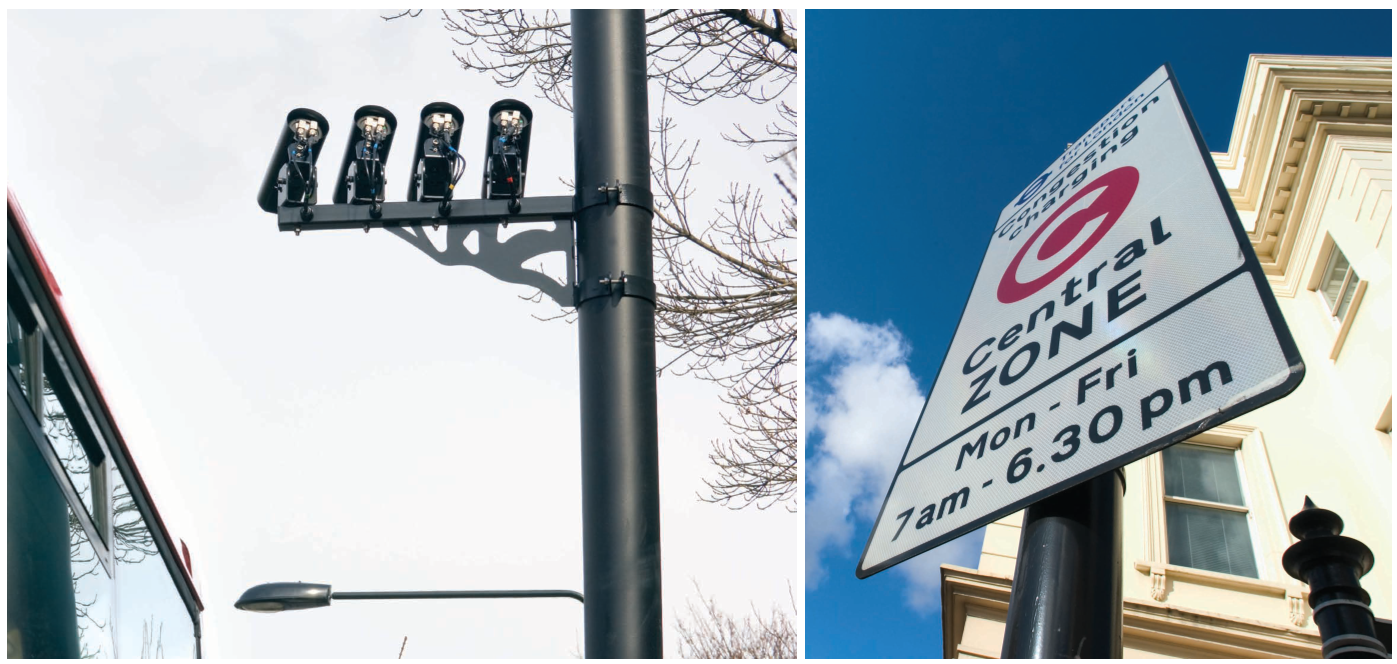 Congestion
charging
C
Central
ZONE
Mon - Fri
7am - 6.30 pm